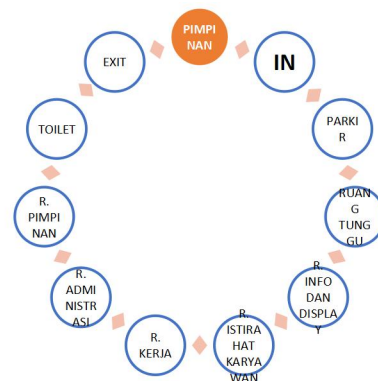 PIMPI
NAN
IN
PARKI
R
RUAN
G
TUNG
GU
R.
INFO
DAN
DISPLA
Y
R.
ISTIRA
HAT
KARYA
WAN
R.
KERJA
R.
ADMI
NISTR
ASI
R.
PIMPI
NAN
TOILET
EXIT